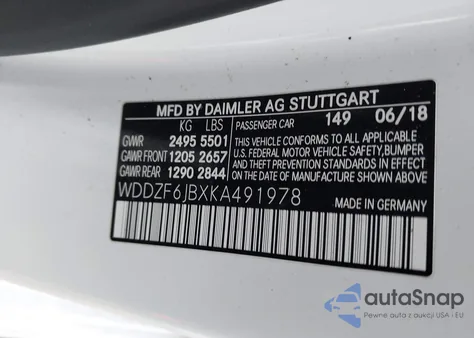 MFD BY DAIMLER AG STUTTGART
KG LBS PASSENGER CAR 149 06/18
GVWR 2495 5501 THIS VEHICLE CONFORMS TO ALL APPLICABLE
GAWR FRONT 1205 2657 U.S. FEDERAL MOTOR VEHICLE SAFETY,BUMPER,
GAWR REAR 1290 2844 AND THEFT PREVENTION STANDARDS IN EFFECT
ON THE DATE OF MANUFACTURE SHOWN ABOVE.
WDDZF6JBXKA491978 MADE IN GERMANY
autoSnap
Pewne auta z aukcji USA - EU